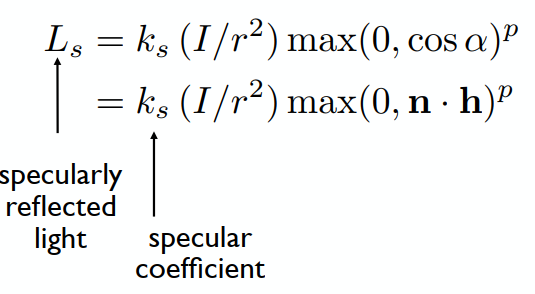 L_s = k_s (I/r^2) max(0, cos α)^p
= k_s (I/r^2) max(0, n · h)^p
specularly
reflected
light
specular
coefficient